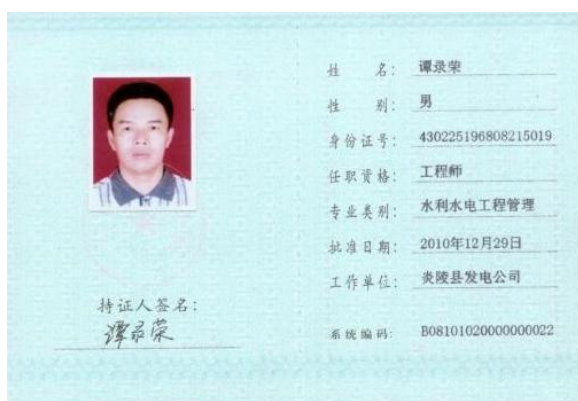 姓 名：谭录荣
性 别：男
身份证号：430225196808215019
任职资格：工程师
专业类别：水利水电工程管理
批准日期：2010年12月29日
工作单位：炎陵县发电公司
系统编码：B08101020000000022
持证人签名：
谭录荣